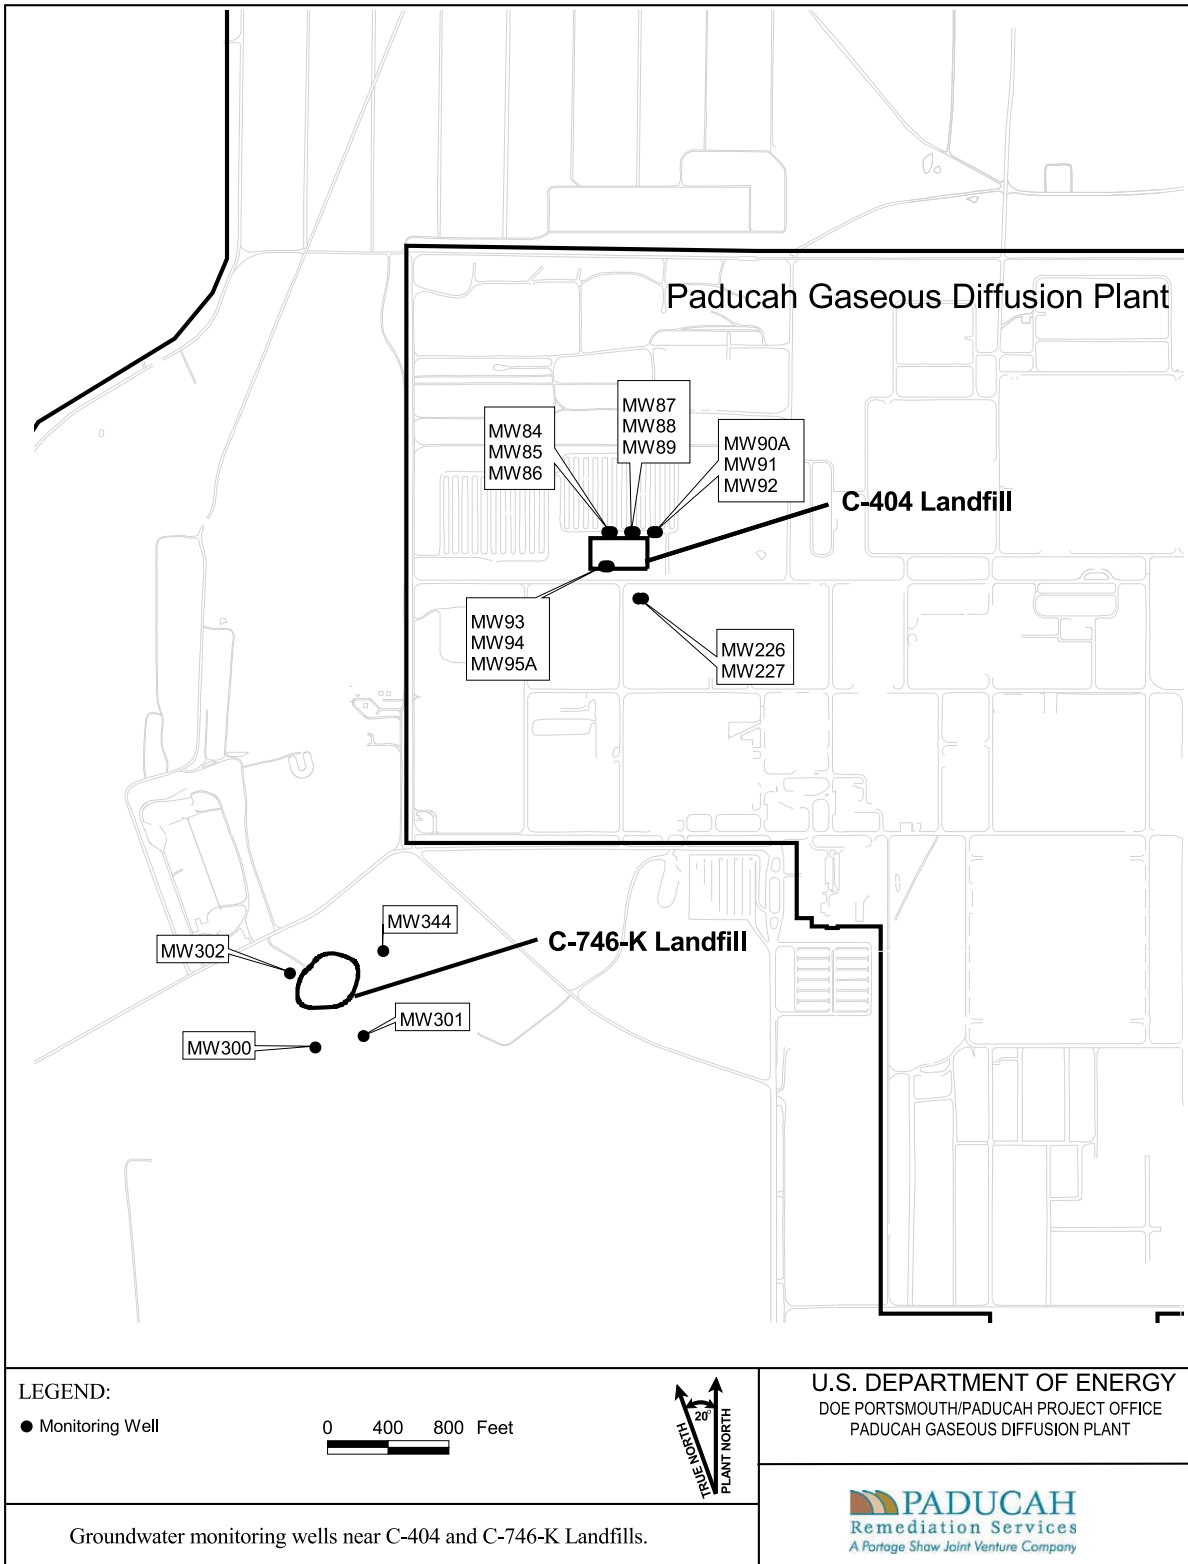 Paducah Gaseous Diffusion Plant
MW87
MW88
MW89
MW84
MW85
MW86
MW90A
MW91
MW92
C-404 Landfill
MW93
MW94
MW95A
MW226
MW227
MW344
MW302
C-746-K Landfill
MW301
MW300
LEGEND:
Monitoring Well
0 400 800 Feet
20°
TRUE NORTH
PLANT NORTH
U.S. DEPARTMENT OF ENERGY
DOE PORTSMOUTH/PADUCAH PROJECT OFFICE
PADUCAH GASEOUS DIFFUSION PLANT
PADUCAH
Remediation Services
A Portage Shaw Joint Venture Company
Groundwater monitoring wells near C-404 and C-746-K Landfills.